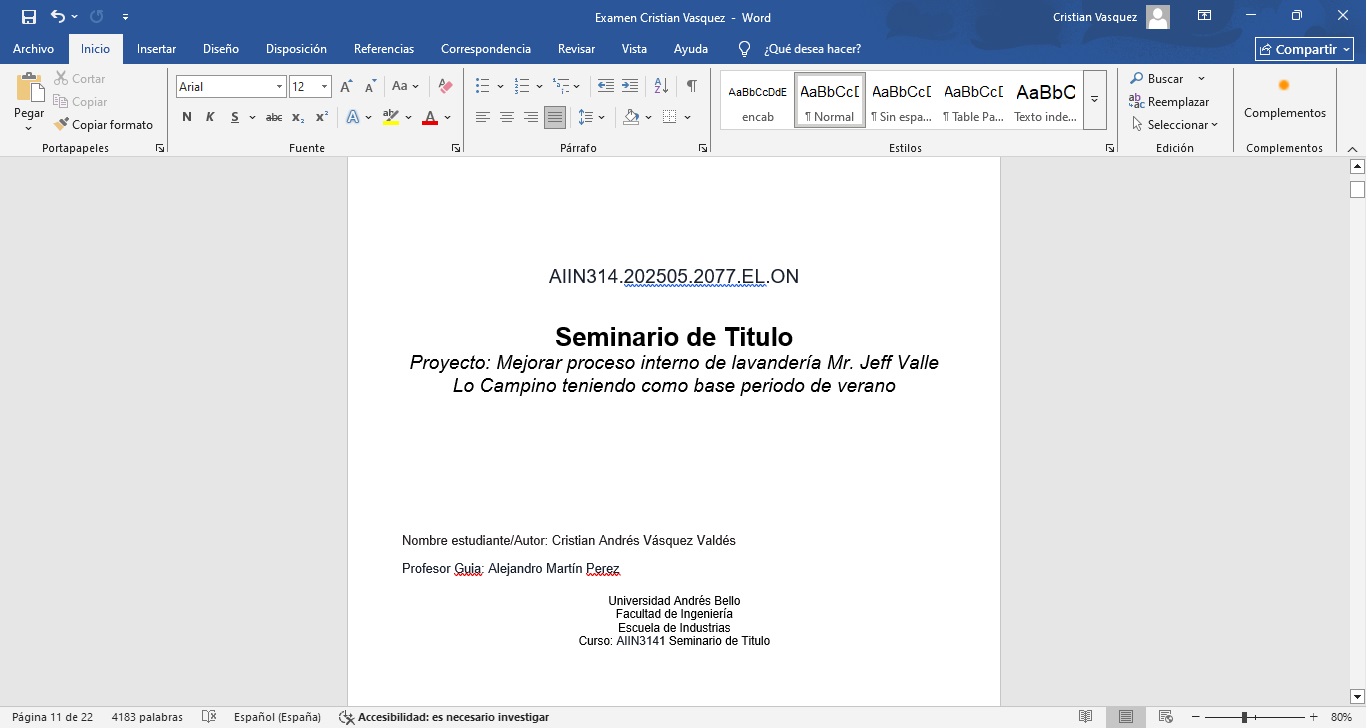 Examen Cristian Vasquez - Word
Cristian Vasquez
Archivo Inicio Insertar Diseño Disposición Referencias Correspondencia Revisar Vista Ayuda ¿Qué desea hacer? Compartir
Pegar
Cortar
Copiar
Copiar formato
Portapapeles
Arial 12
N K S abc x₂ x²
Fuente
Párrafo
AaBbCcDdE AaBbCcI AaBbCcI AaBbCcI AaBbC
encab ¶ Normal ¶ Sin espa... ¶ Table Pa... Texto inde...
Estilos
Buscar
Reemplazar
Seleccionar
Edición
Complementos
Complementos
AIIN314.202505.2077.EL.ON
Seminario de Titulo
Proyecto: Mejorar proceso interno de lavandería Mr. Jeff Valle
Lo Campino teniendo como base periodo de verano
Nombre estudiante/Autor: Cristian Andrés Vásquez Valdés
Profesor Guia: Alejandro Martín Perez
Universidad Andrés Bello
Facultad de Ingeniería
Escuela de Industrias
Curso: AIIN3141 Seminario de Titulo
Página 11 de 22 4183 palabras Español (España) Accesibilidad: es necesario investigar 80%